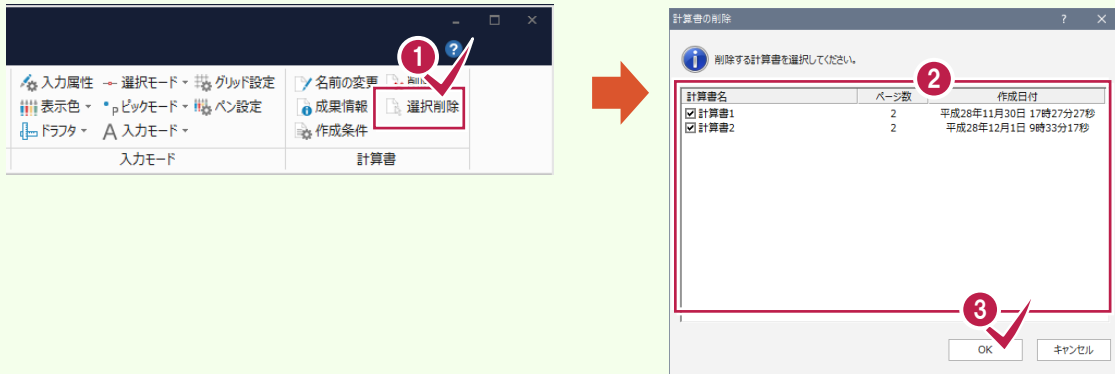 1
?
入力属性 選択モード グリッド設定 名前の変更 削除
表示色 ピックモード ペン設定 成果情報 選択削除
ドラフタ A 入力モード 作成条件
入力モード 計算書
計算書の削除 ?
削除する計算書を選択してください。
2
計算書名 ページ数 作成日付
計算書1 2 平成28年11月30日 17時27分27秒
計算書2 2 平成28年12月1日 9時33分17秒
3
OK キャンセル